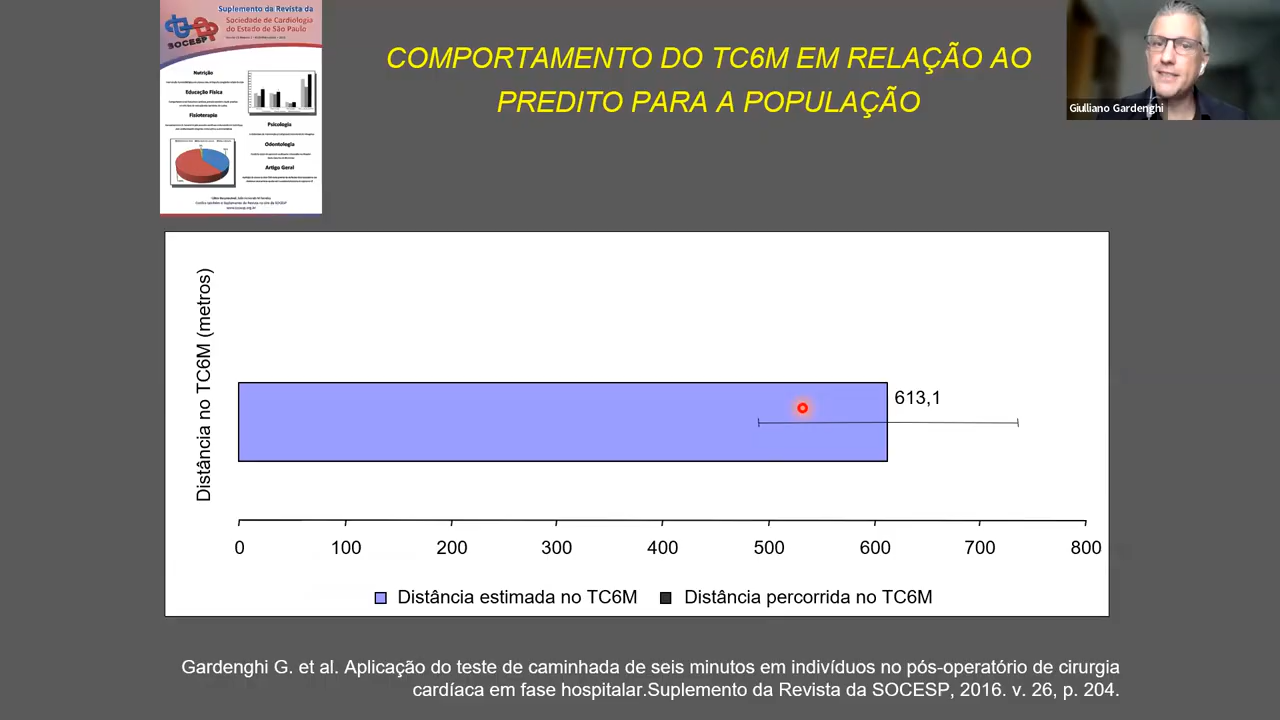 Suplemento da Revista da
Sociedade de Cardiologia
do Estado de São Paulo
SOCESP
Nutrição
Educação Física
Fisioterapia
Psicologia
Odontologia
Artigo Geral
COMPORTAMENTO DO TC6M EM RELAÇÃO AO
PREDITO PARA A POPULAÇÃ
Giulliano Gardenghi
Distância no TC6M (metros)
613,1
0 100 200 300 400 500 600 700 800
Distância estimada no TC6M Distância percorrida no TC6M
Gardenghi G. et al. Aplicação do teste de caminhada de seis minutos em indivíduos no pós-operatório de cirurgia
cardíaca em fase hospitalar.Suplemento da Revista da SOCESP, 2016. v. 26, p. 204.